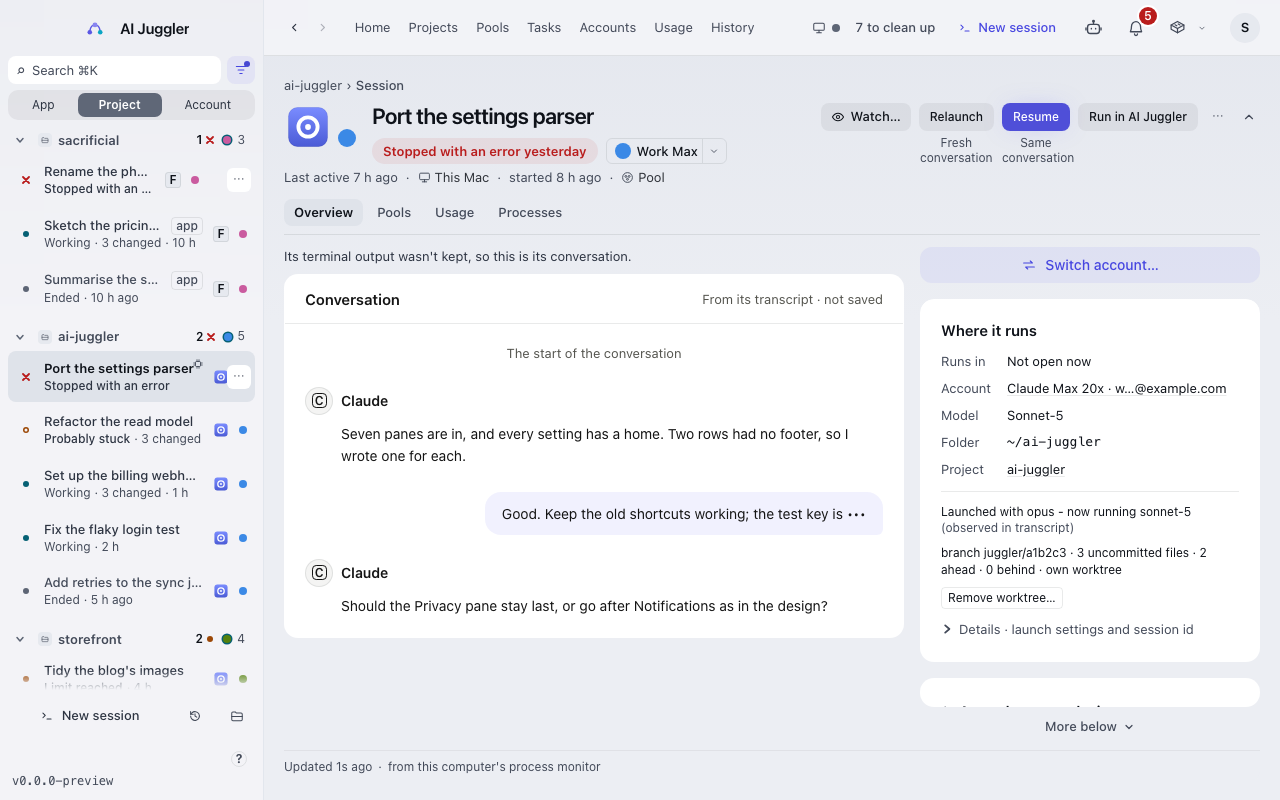 AI Juggler
Search ⌘K
App
Project
Account
sacrificial
1
3
Rename the ph...
Stopped with an ...
F
Sketch the pricin...
app
Working · 3 changed · 10 h
F
Summarise the s...
app
Ended · 10 h ago
F
ai-juggler
2
5
Port the settings parser
Stopped with an error
Refactor the read model
Probably stuck · 3 changed
Set up the billing webh...
Working · 3 changed · 1 h
Fix the flaky login test
Working · 2 h
Add retries to the sync j...
Ended · 5 h ago
storefront
2
4
Tidy the blog's images
Limit reached · 4 h
New session
?
v0.0.0-preview
Home
Projects
Pools
Tasks
Accounts
Usage
History
7 to clean up
New session
5
S
ai-juggler › Session
Port the settings parser
Stopped with an error yesterday
Work Max
Watch...
Relaunch
Fresh conversation
Resume
Same conversation
Run in AI Juggler
Last active 7 h ago · This Mac · started 8 h ago · Pool
Overview
Pools
Usage
Processes
Its terminal output wasn't kept, so this is its conversation.
Conversation
From its transcript · not saved
The start of the conversation
Claude
Seven panes are in, and every setting has a home. Two rows had no footer, so I
wrote one for each.
Good. Keep the old shortcuts working; the test key is •••
Claude
Should the Privacy pane stay last, or go after Notifications as in the design?
Switch account...
Where it runs
Runs in Not open now
Account Claude Max 20x · w...@example.com
Model Sonnet-5
Folder ~/ai-juggler
Project ai-juggler
Launched with opus - now running sonnet-5
(observed in transcript)
branch juggler/a1b2c3 · 3 uncommitted files · 2
ahead · 0 behind · own worktree
Remove worktree...
Details · launch settings and session id
More below
Updated 1s ago · from this computer's process monitor